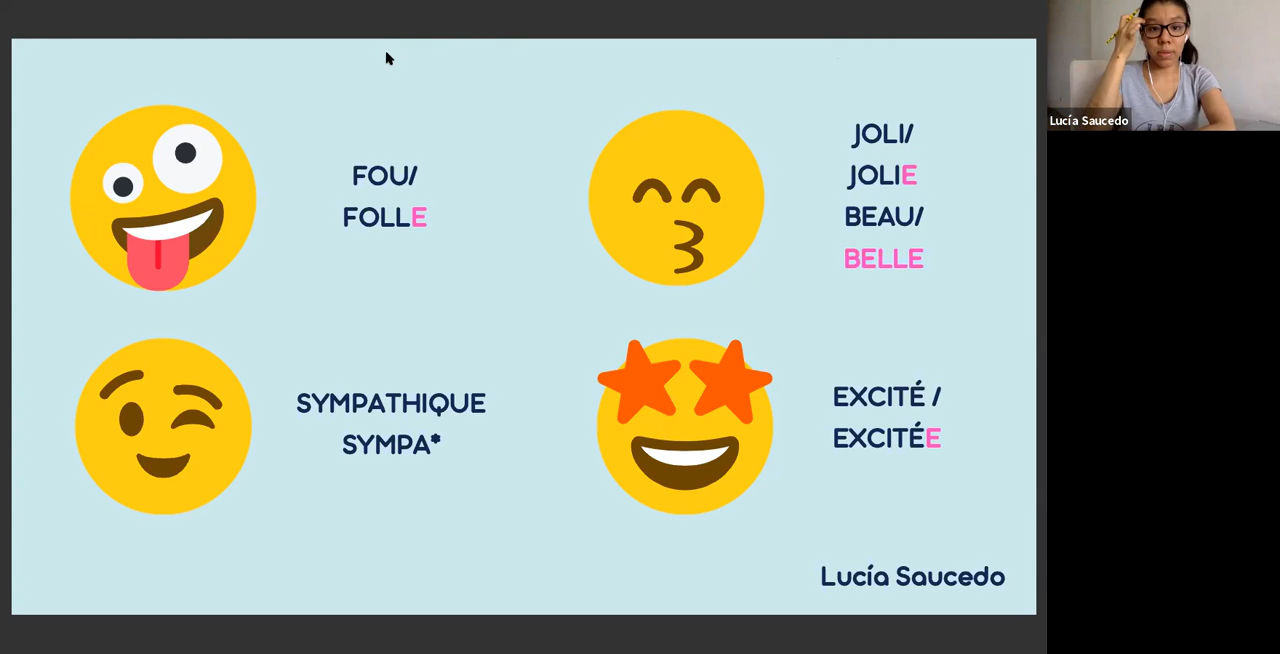 FOU/
FOLLE
JOLI/
JOLIE
BEAU/
BELLE
SYMPATHIQUE
SYMPA*
EXCITÉ /
EXCITÉE
Lucía Saucedo
Lucía Saucedo